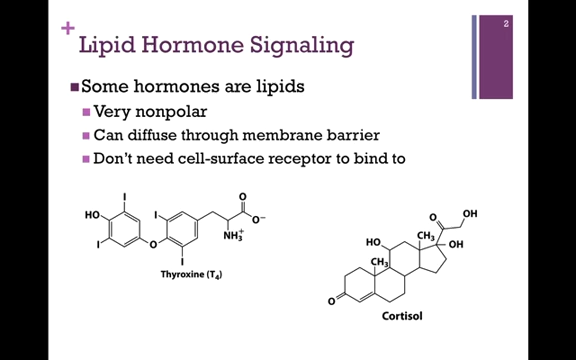 2
+
Lipid Hormone Signaling
Some hormones are lipids
Very nonpolar
Can diffuse through membrane barrier
Don't need cell-surface receptor to bind to
I
HO
I
O
I
I
O
O⁻
NH₃⁺
Thyroxine (T₄)
O
OH
CH₃
OH
HO
CH₃
O
Cortisol